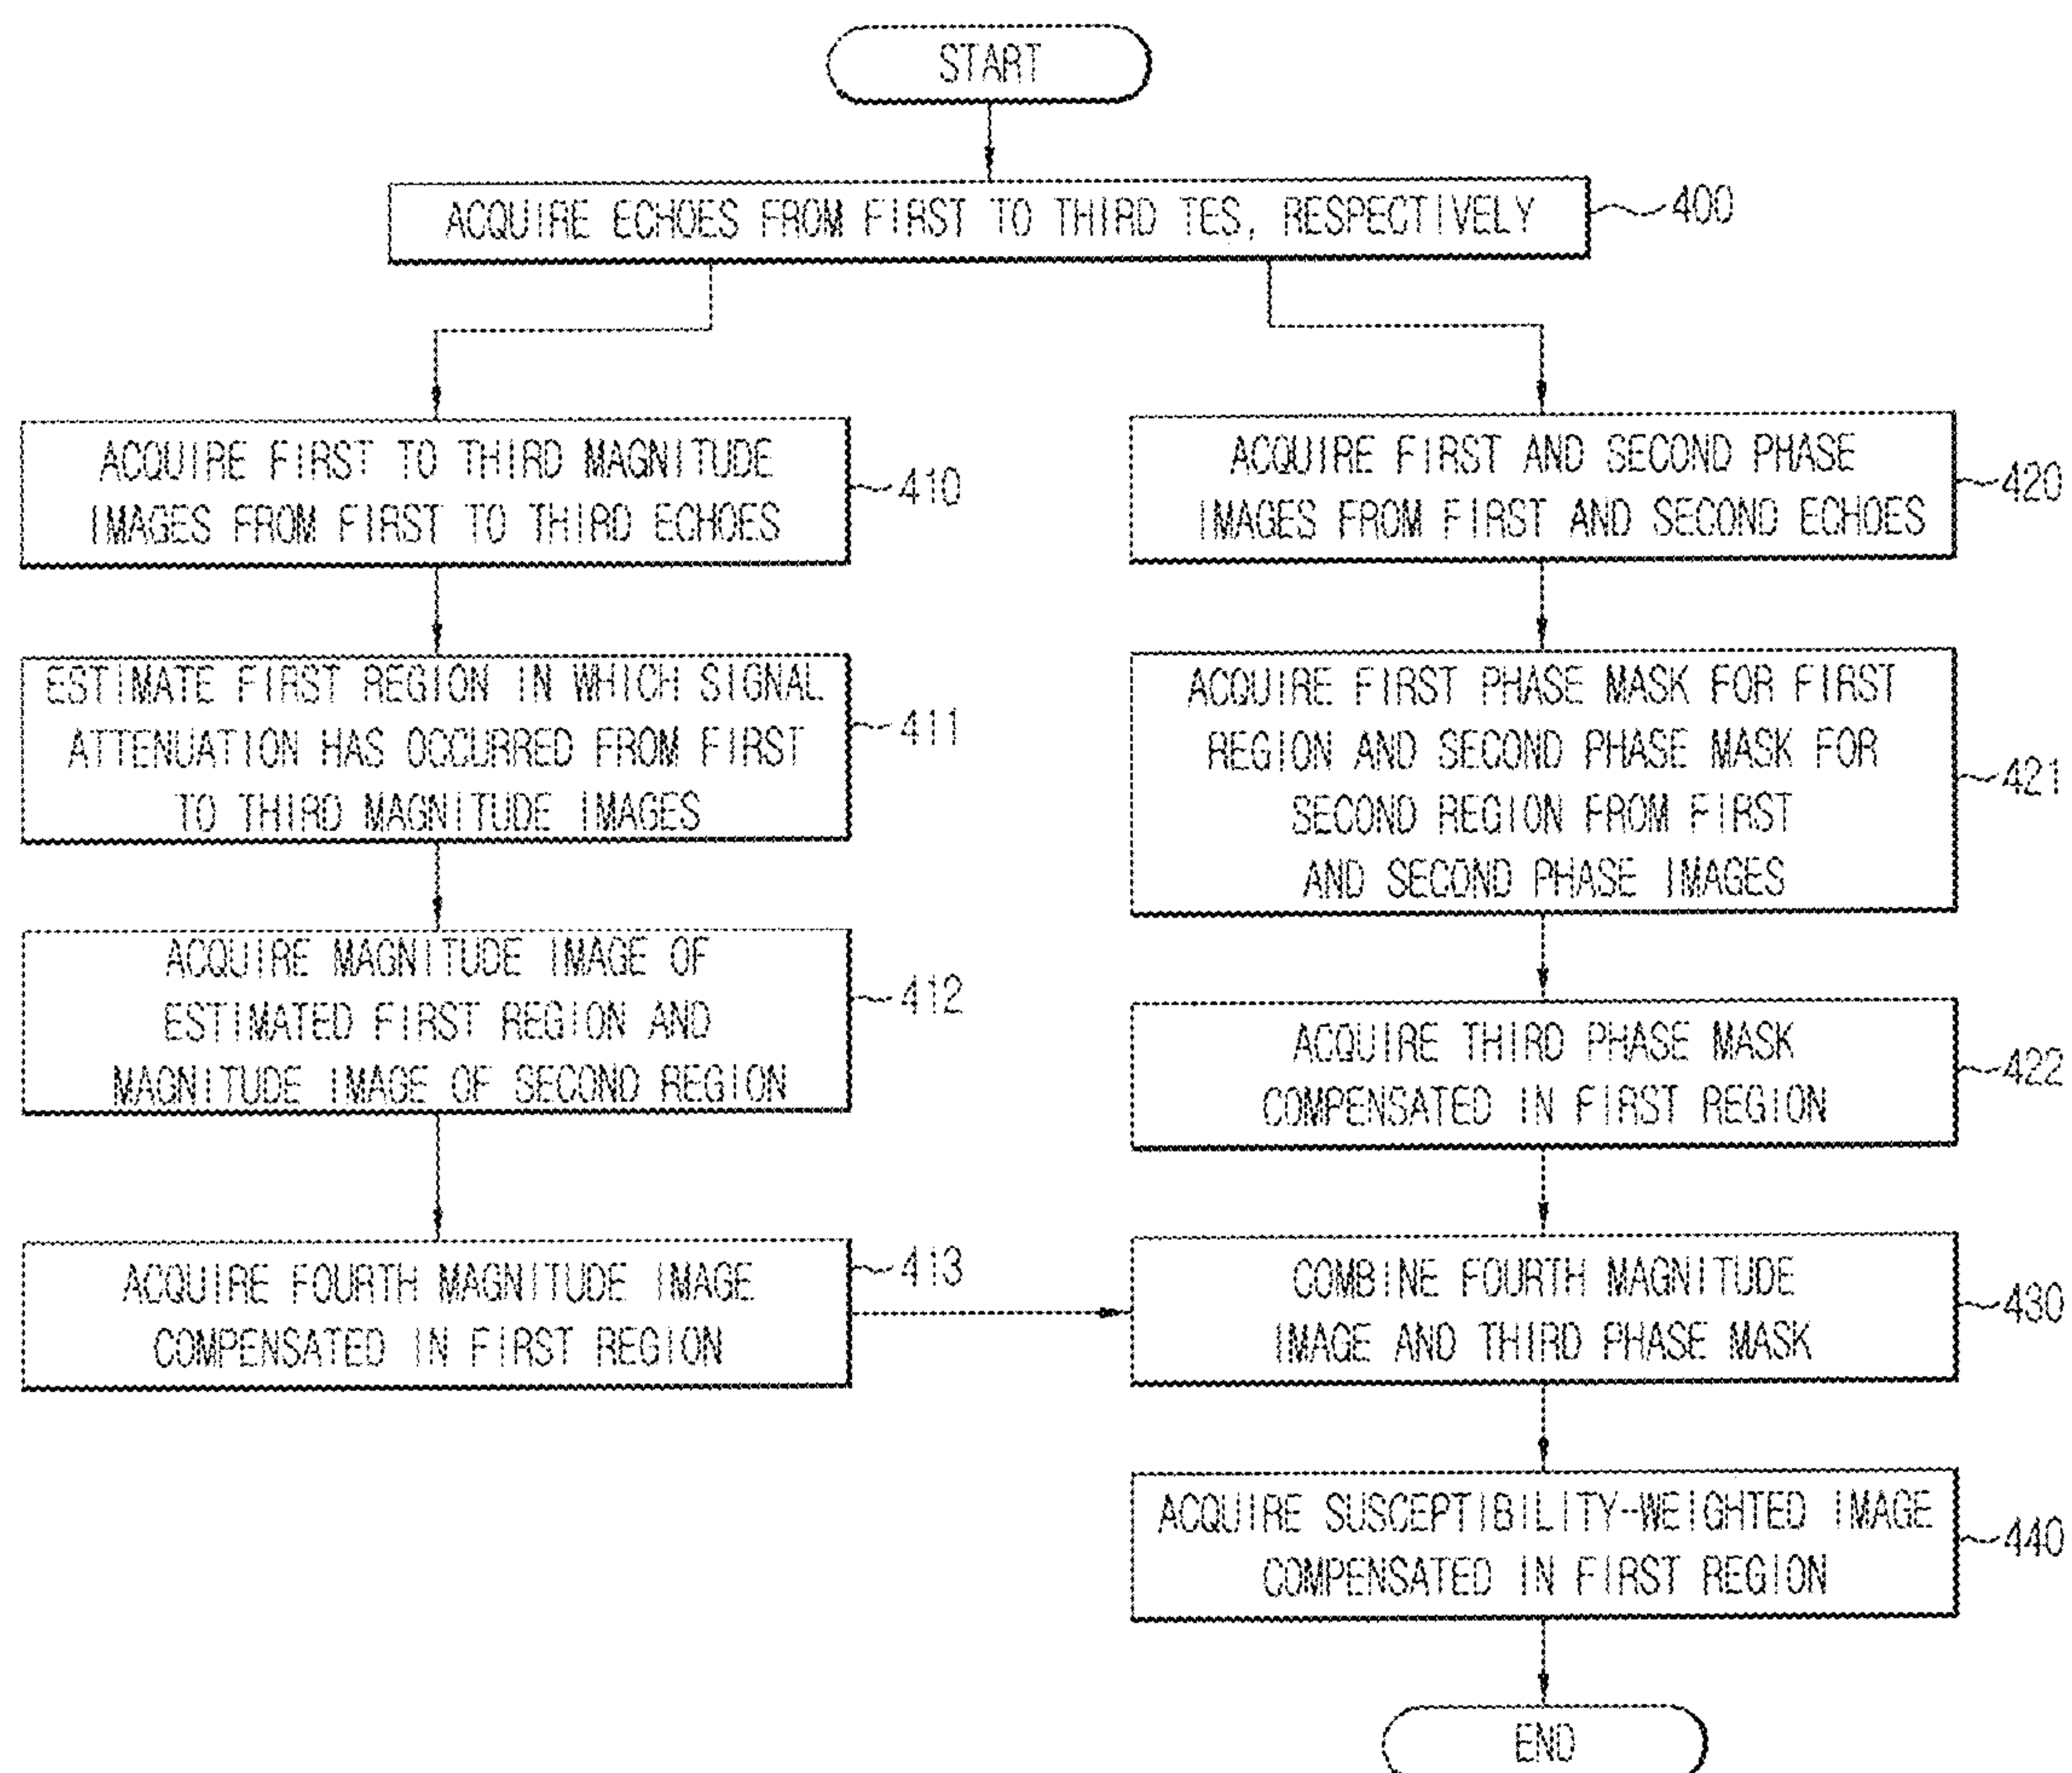 START
ACQUIRE ECHOES FROM FIRST TO THIRD TES, RESPECTIVELY
400
ACQUIRE FIRST TO THIRD MAGNITUDE
IMAGES FROM FIRST TO THIRD ECHOES
410
ESTIMATE FIRST REGION IN WHICH SIGNAL
ATTENUATION HAS OCCURRED FROM FIRST
TO THIRD MAGNITUDE IMAGES
411
ACQUIRE MAGNITUDE IMAGE OF
ESTIMATED FIRST REGION AND
MAGNITUDE IMAGE OF SECOND REGION
412
ACQUIRE FOURTH MAGNITUDE IMAGE
COMPENSATED IN FIRST REGION
413
ACQUIRE FIRST AND SECOND PHASE
IMAGES FROM FIRST AND SECOND ECHOES
420
ACQUIRE FIRST PHASE MASK FOR FIRST
REGION AND SECOND PHASE MASK FOR
SECOND REGION FROM FIRST
AND SECOND PHASE IMAGES
421
ACQUIRE THIRD PHASE MASK
COMPENSATED IN FIRST REGION
422
COMBINE FOURTH MAGNITUDE
IMAGE AND THIRD PHASE MASK
430
ACQUIRE SUSCEPTIBILITY-WEIGHTED IMAGE
COMPENSATED IN FIRST REGION
440
END